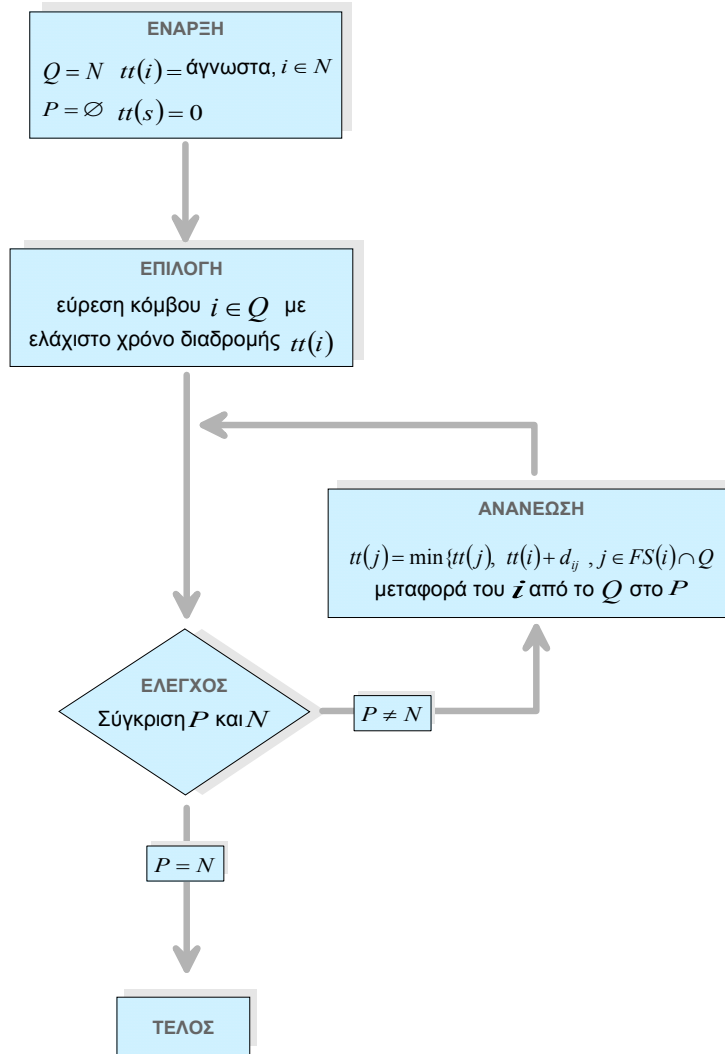 ΕΝΑΡΞΗ
Q = N tt(i) = άγνωστα, i ∈ N
P = ∅ tt(s) = 0
ΕΠΙΛΟΓΗ
εύρεση κόμβου i ∈ Q με
ελάχιστο χρόνο διαδρομής tt(i)
ΑΝΑΝΕΩΣΗ
tt(j) = min{tt(j), tt(i) + d_ij , j ∈ FS(i) ∩ Q
μεταφορά του i από το Q στο P
ΕΛΕΓΧΟΣ
Σύγκριση P και N
P ≠ N
P = N
ΤΕΛΟΣ